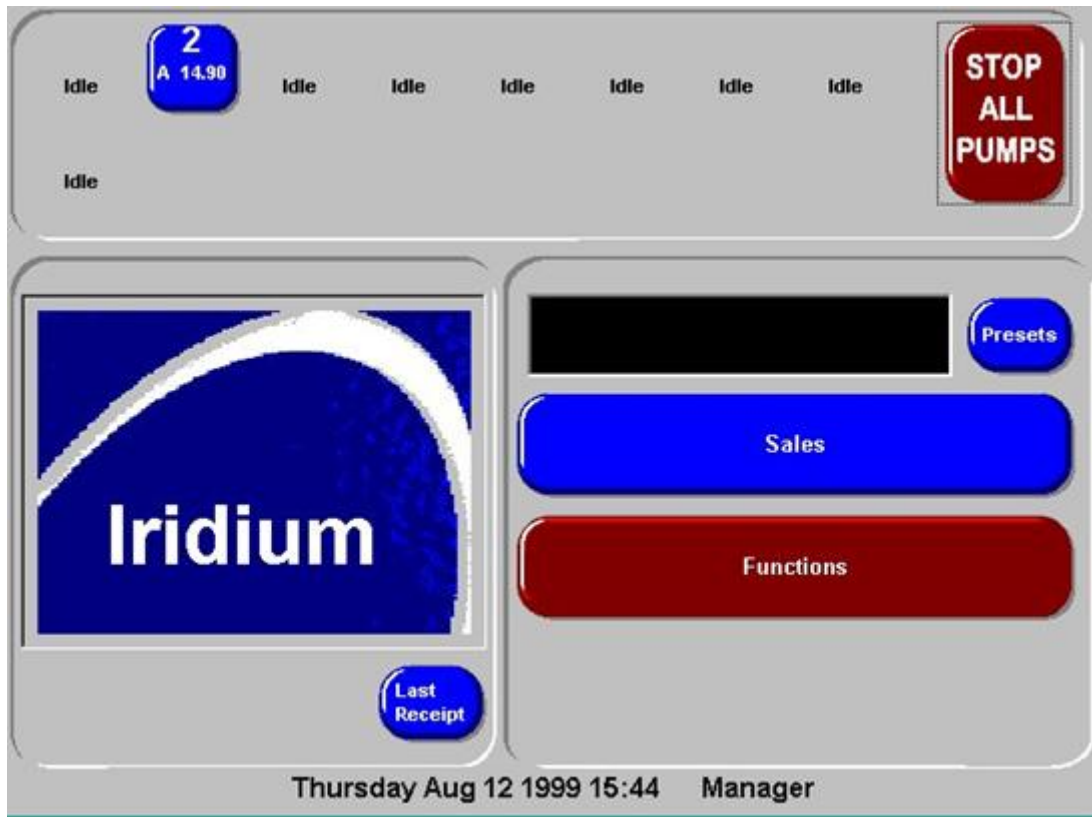 2
Idle A 14.90 Idle Idle Idle Idle Idle Idle
Idle
STOP
ALL
PUMPS
Iridium
Last
Receipt
Presets
Sales
Functions
Thursday Aug 12 1999 15:44 Manager